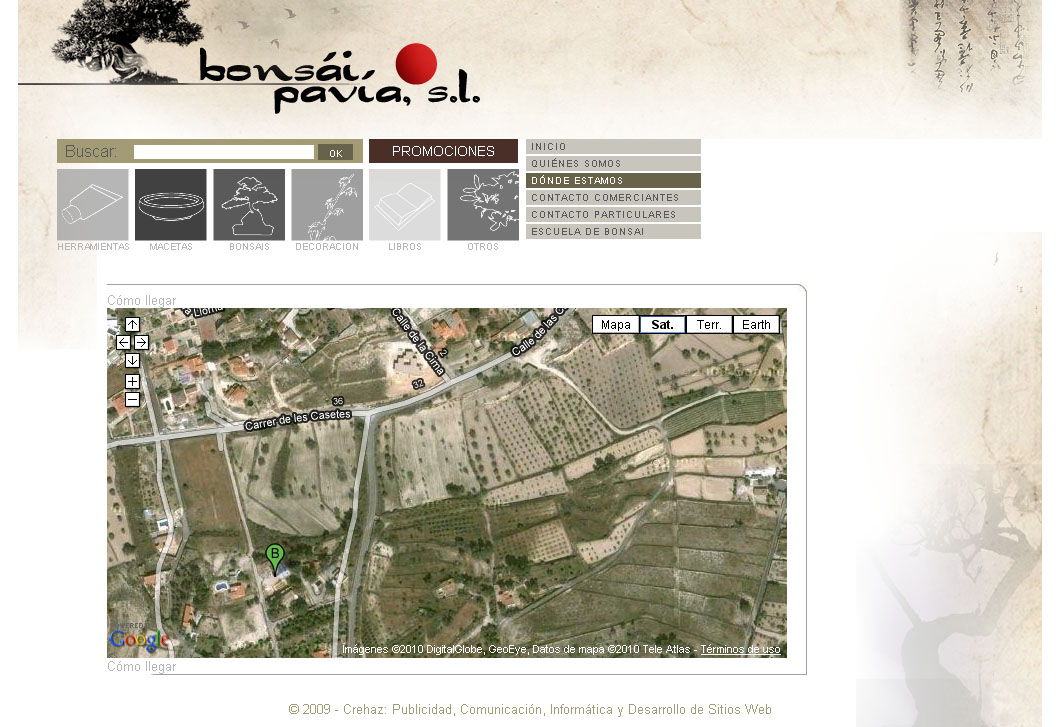 bonsái
pavía, s.l.
Buscar:
OK
PROMOCIONES
INICIO
QUIÉNES SOMOS
DÓNDE ESTAMOS
CONTACTO COMERCIANTES
CONTACTO PARTICULARES
ESCUELA DE BONSAI
HERRAMIENTAS
MACETAS
BONSAIS
DECORACION
LIBROS
OTROS
Cómo llegar
Mapa
Sat.
Terr.
Earth
Calle de la Cima
2
Calle de las
32
36
Carrer de les Casetes
B
Google
Imágenes ©2010 DigitalGlobe, GeoEye, Datos de mapa ©2010 Tele Atlas - Términos de uso
Cómo llegar
© 2009 - Crehaz: Publicidad, Comunicación, Informática y Desarrollo de Sitios Web